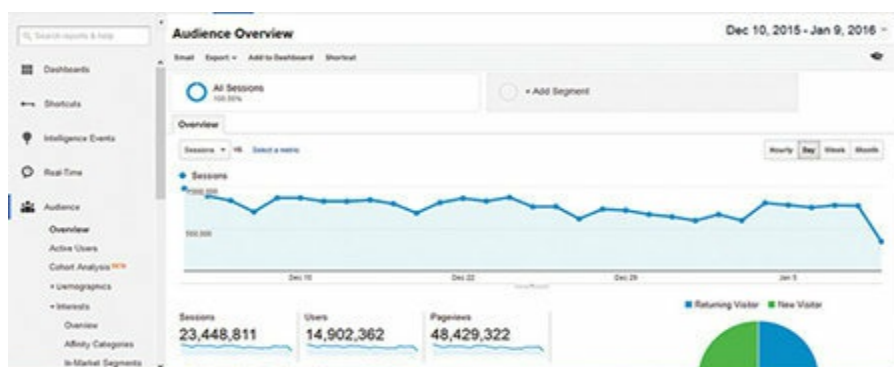 Search reports & help
Dashboards
Shortcuts
Intelligence Events
Real-Time
Audience
Overview
Active Users
Cohort Analysis BETA
Demographics
Interests
Overview
Affinity Categories
In-Market Segments
Audience Overview
Dec 10, 2015 - Jan 9, 2016
Email Export Add to Dashboard Shortcut
All Sessions
100.00%
+ Add Segment
Overview
Sessions VS. Select a metric
Hourly Day Week Month
Sessions
1,000,000
500,000
Dec 22
Dec 29
Jan 5
Returning Visitor New Visitor
Sessions
23,448,811
Users
14,902,362
Pageviews
48,429,322